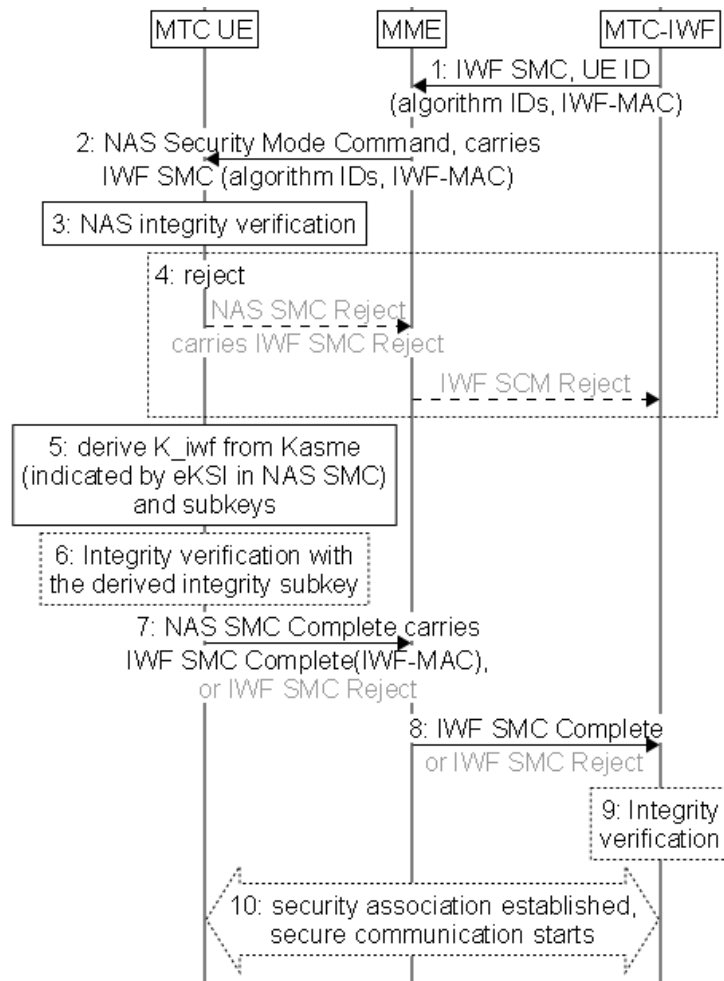 MTC UE
MME
MTC-IWF
1: IWF SMC, UE ID
(algorithm IDs, IWF-MAC)
2: NAS Security Mode Command, carries
IWF SMC (algorithm IDs, IWF-MAC)
3: NAS integrity verification
4: reject
NAS SMC Reject
carries IWF SMC Reject
IWF SCM Reject
5: derive K_iwf from Kasme
(indicated by eKSI in NAS SMC)
and subkeys
6: Integrity verification with
the derived integrity subkey
7: NAS SMC Complete carries
IWF SMC Complete(IWF-MAC),
or IWF SMC Reject
8: IWF SMC Complete
or IWF SMC Reject
9: Integrity
verification
10: security association established,
secure communication starts